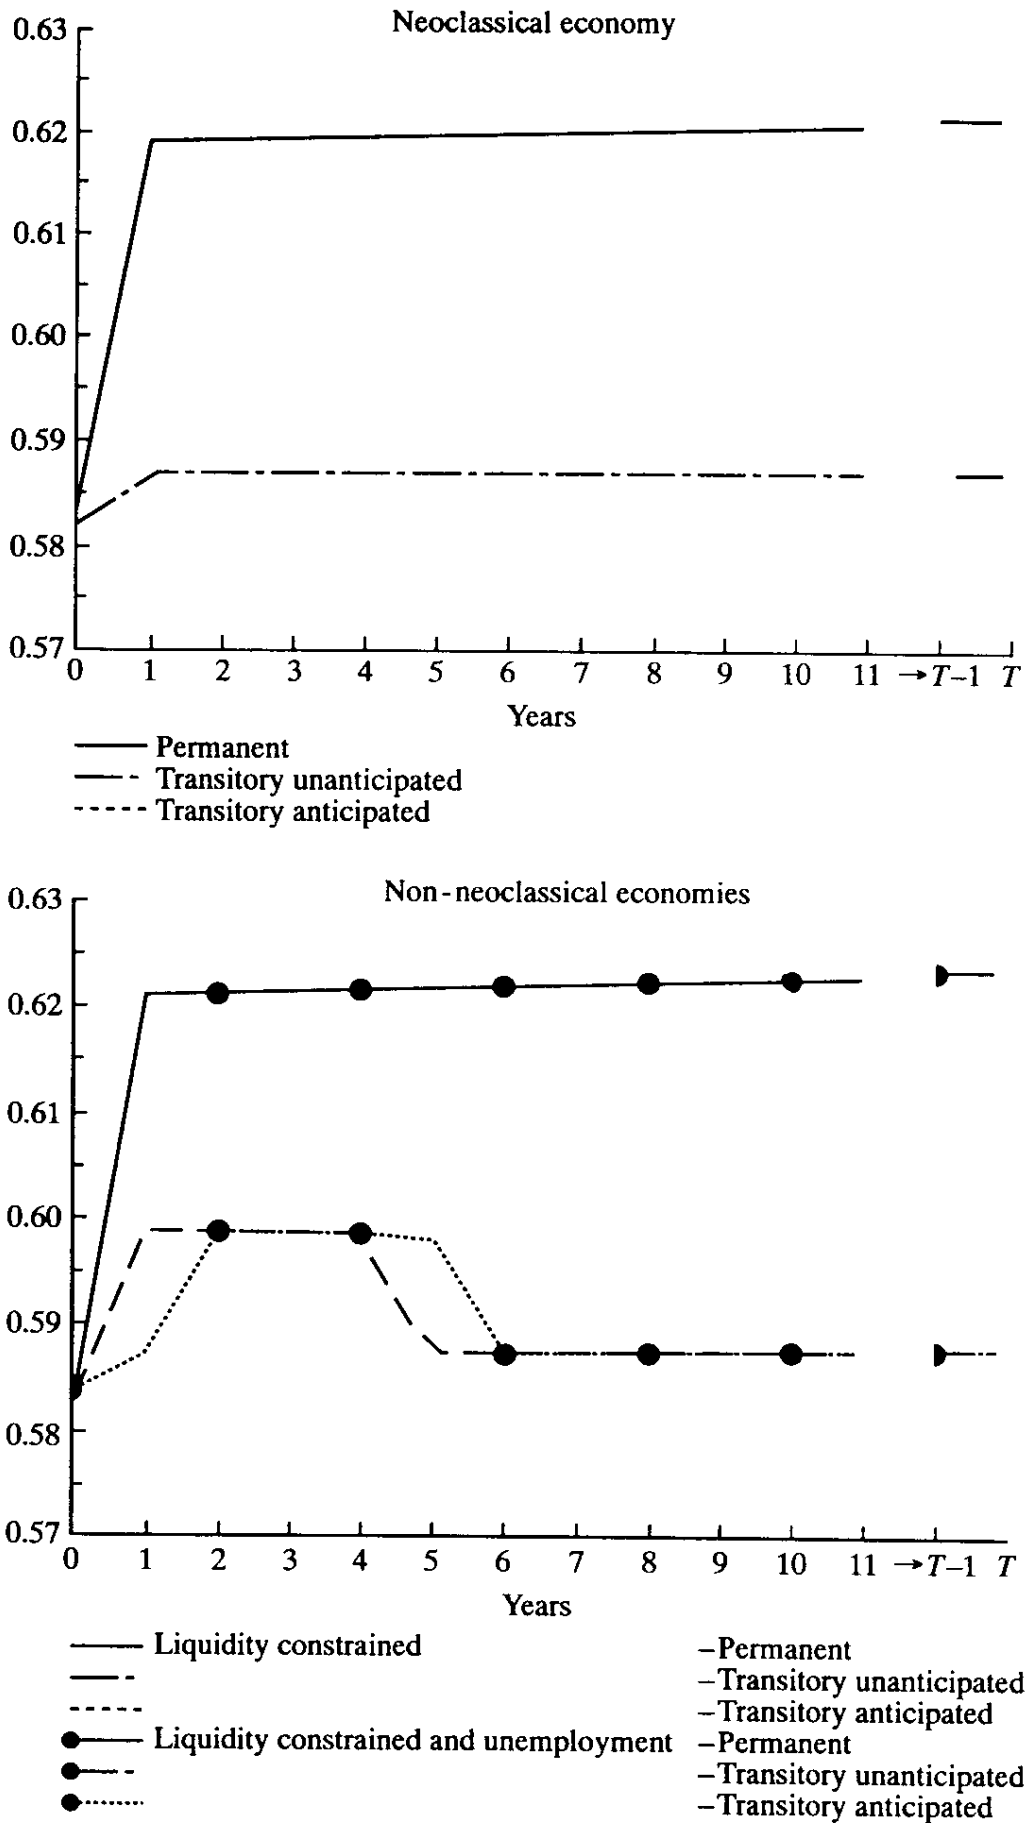 Neoclassical economy
0.63
0.62
0.61
0.60
0.59
0.58
0.57
0 1 2 3 4 5 6 7 8 9 10 11 →T–1 T
Years
Permanent
Transitory unanticipated
Transitory anticipated
Non-neoclassical economies
0.63
0.62
0.61
0.60
0.59
0.58
0.57
0 1 2 3 4 5 6 7 8 9 10 11 →T–1 T
Years
Liquidity constrained –Permanent
–Transitory unanticipated
–Transitory anticipated
Liquidity constrained and unemployment –Permanent
–Transitory unanticipated
–Transitory anticipated